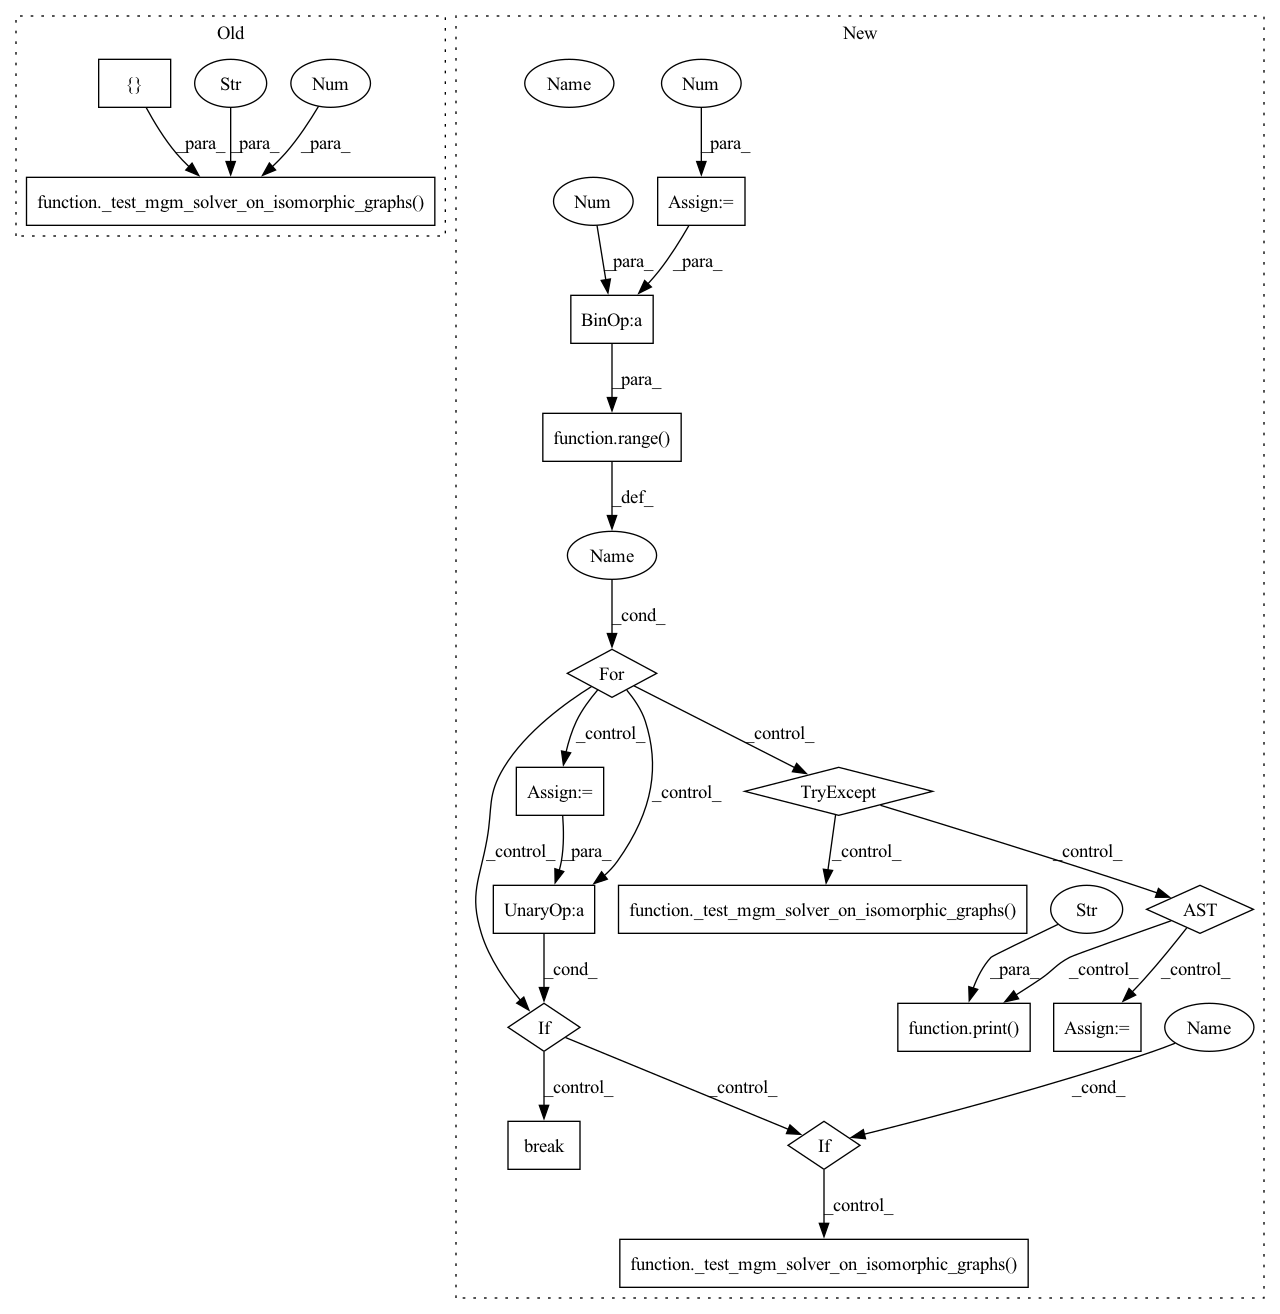 Old
New
{}
Str
Num
Name
Num
_para_
_para_
_para_
_para_
function._test_mgm_solver_on_isomorphic_graphs()
Num
Assign:=
_para_
_para_
BinOp:a
_para_
function.range()
_def_
Name
_cond_
For
_control_
_control_
Assign:=
_control_
TryExcept
_control_
_para_
_control_
_control_
UnaryOp:a
function._test_mgm_solver_on_isomorphic_graphs()
Str
AST
_cond_
_para_
_control_
_control_
If
function.print()
Assign:=
Name
_control_
_control_
_cond_
break
If
_control_
function._test_mgm_solver_on_isomorphic_graphs()